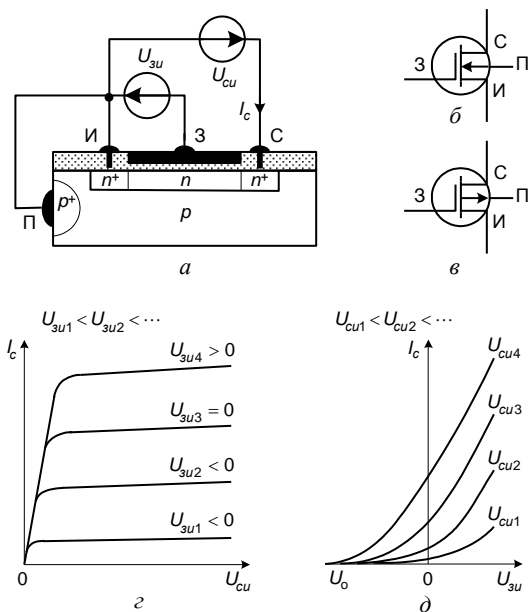 U_зи
U_си
I_с
И З С
n⁺ n n⁺
П p⁺
p
а
С
З П
И
б
С
З П
И
в
U_зи1 < U_зи2 < ⋯
I_с
U_зи4 > 0
U_зи3 = 0
U_зи2 < 0
U_зи1 < 0
0 U_си
г
U_си1 < U_си2 < ⋯
I_с
U_си4
U_си3
U_си2
U_си1
U_о 0 U_зи
д